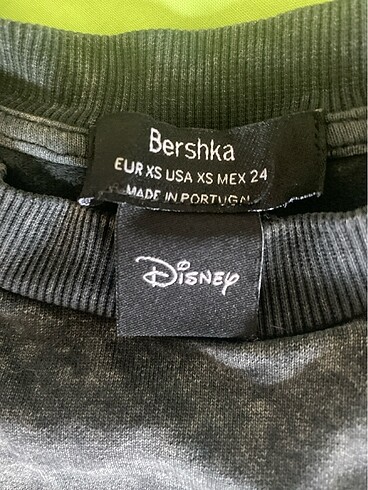 Bershka
EUR XS USA XS MEX 24
MADE IN PORTUGAL
Disney